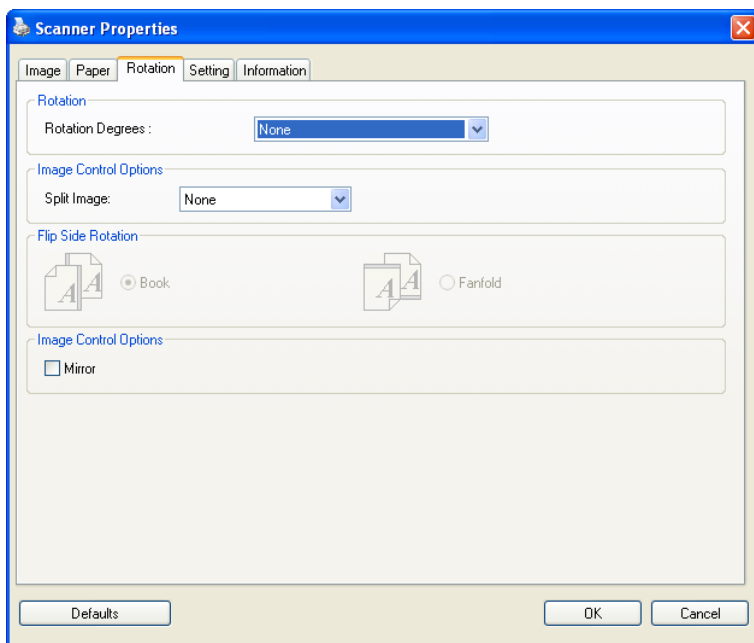 Scanner Properties
Image Paper Rotation Setting Information
Rotation
Rotation Degrees : None
Image Control Options
Split Image: None
Flip Side Rotation
A A Book A A Fanfold
Image Control Options
Mirror
Defaults OK Cancel